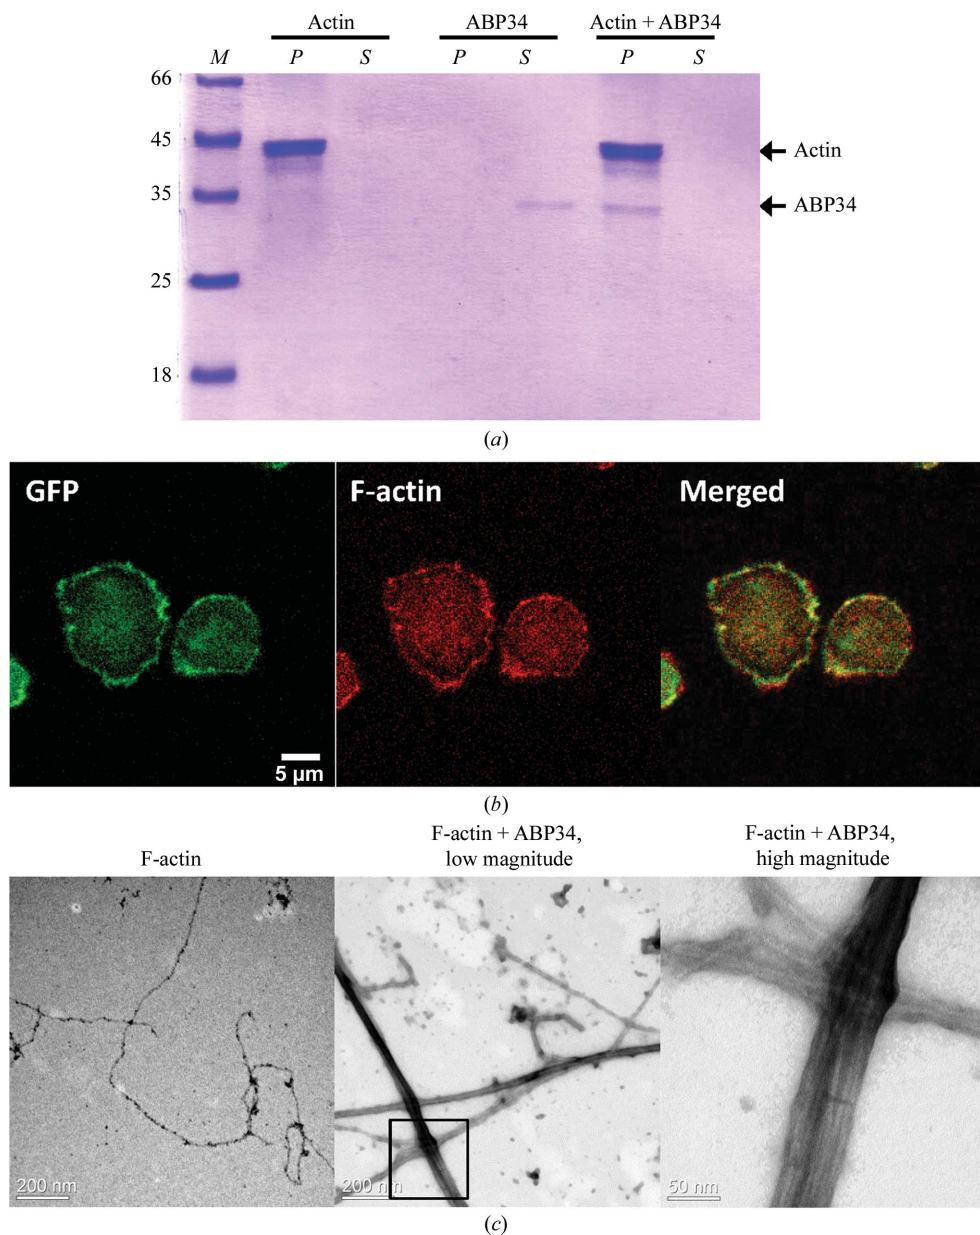 Actin ABP34 Actin + ABP34
M P S P S P S
66
45
Actin
35
ABP34
25
18
(a)
GFP F-actin Merged
5 μm
(b)
F-actin + ABP34, F-actin + ABP34,
F-actin low magnitude high magnitude
200 nm 200 nm 50 nm
(c)